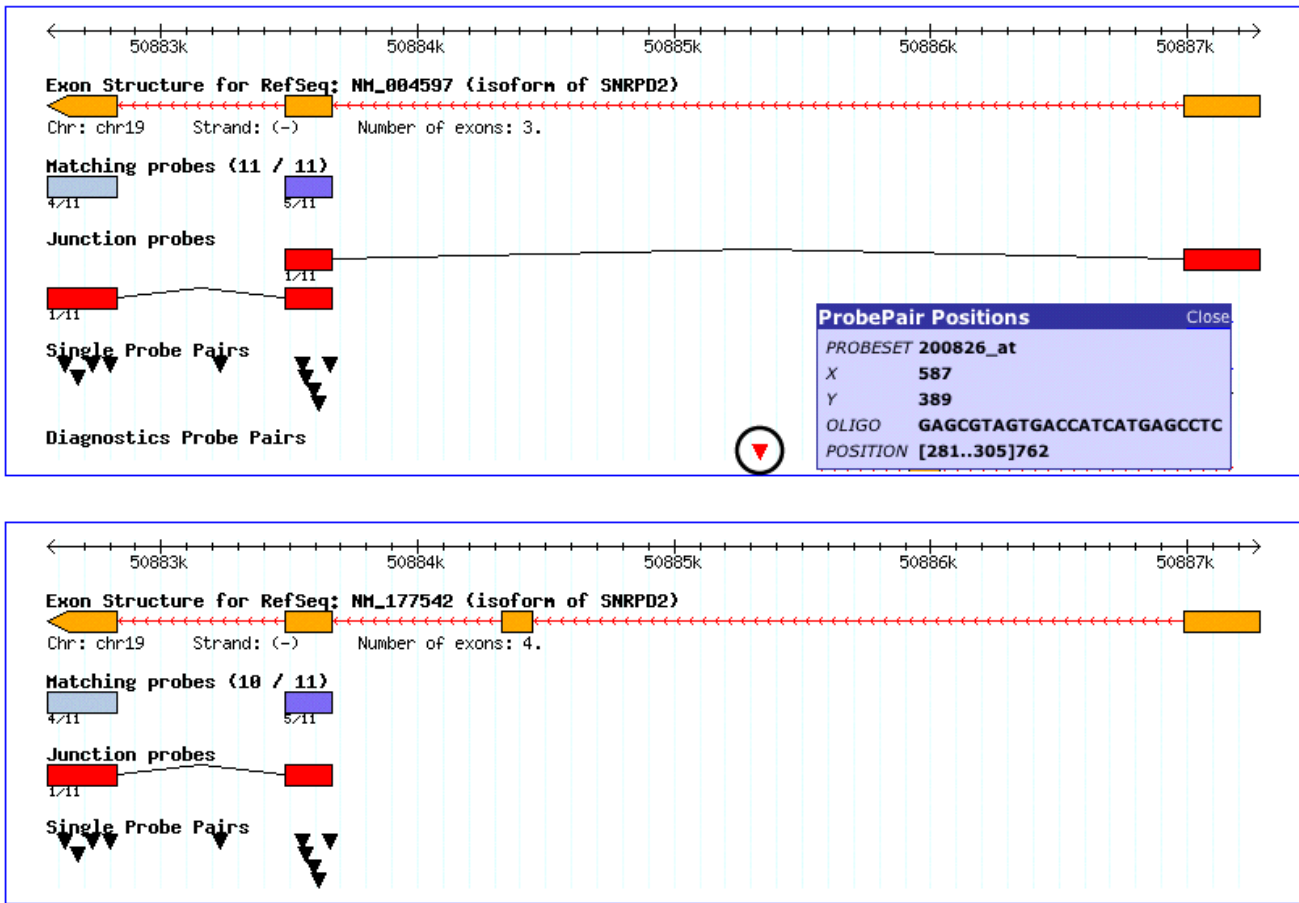 50883k 50884k 50885k 50886k 50887k
Exon Structure for RefSeq: NM_004597 (isoform of SNRPD2)
Chr: chr19 Strand: (-) Number of exons: 3.
Matching probes (11 / 11)
4/11 5/11
Junction probes
1/11
1/11
Single Probe Pairs
Diagnostics Probe Pairs
ProbePair Positions Close
PROBESET 200826_at
X 587
Y 389
OLIGO GAGCGTAGTGACCATCATGAGCCTC
POSITION [281..305]762
50883k 50884k 50885k 50886k 50887k
Exon Structure for RefSeq: NM_177542 (isoform of SNRPD2)
Chr: chr19 Strand: (-) Number of exons: 4.
Matching probes (10 / 11)
4/11 5/11
Junction probes
1/11
Single Probe Pairs